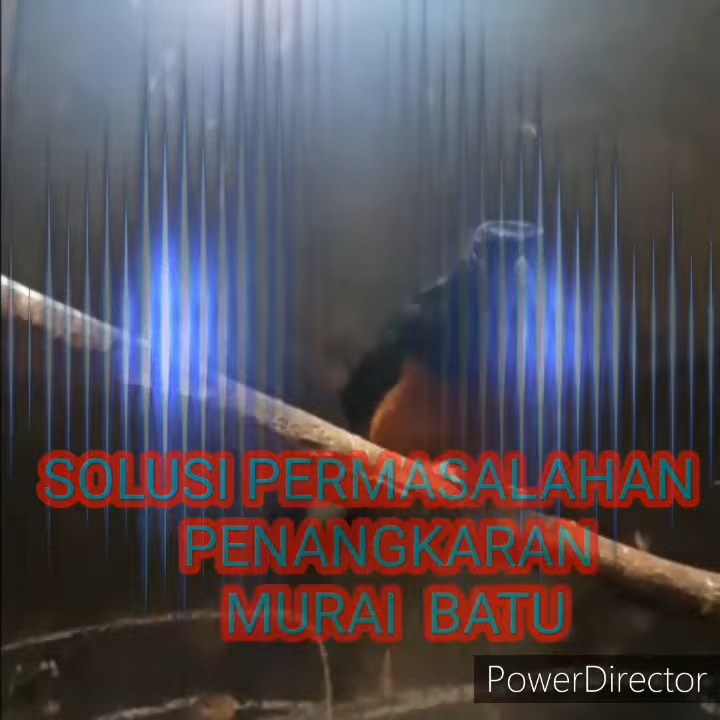 SOLUSI PERMASALAHAN
PENANGKARAN
MURAI BATU
PowerDirector